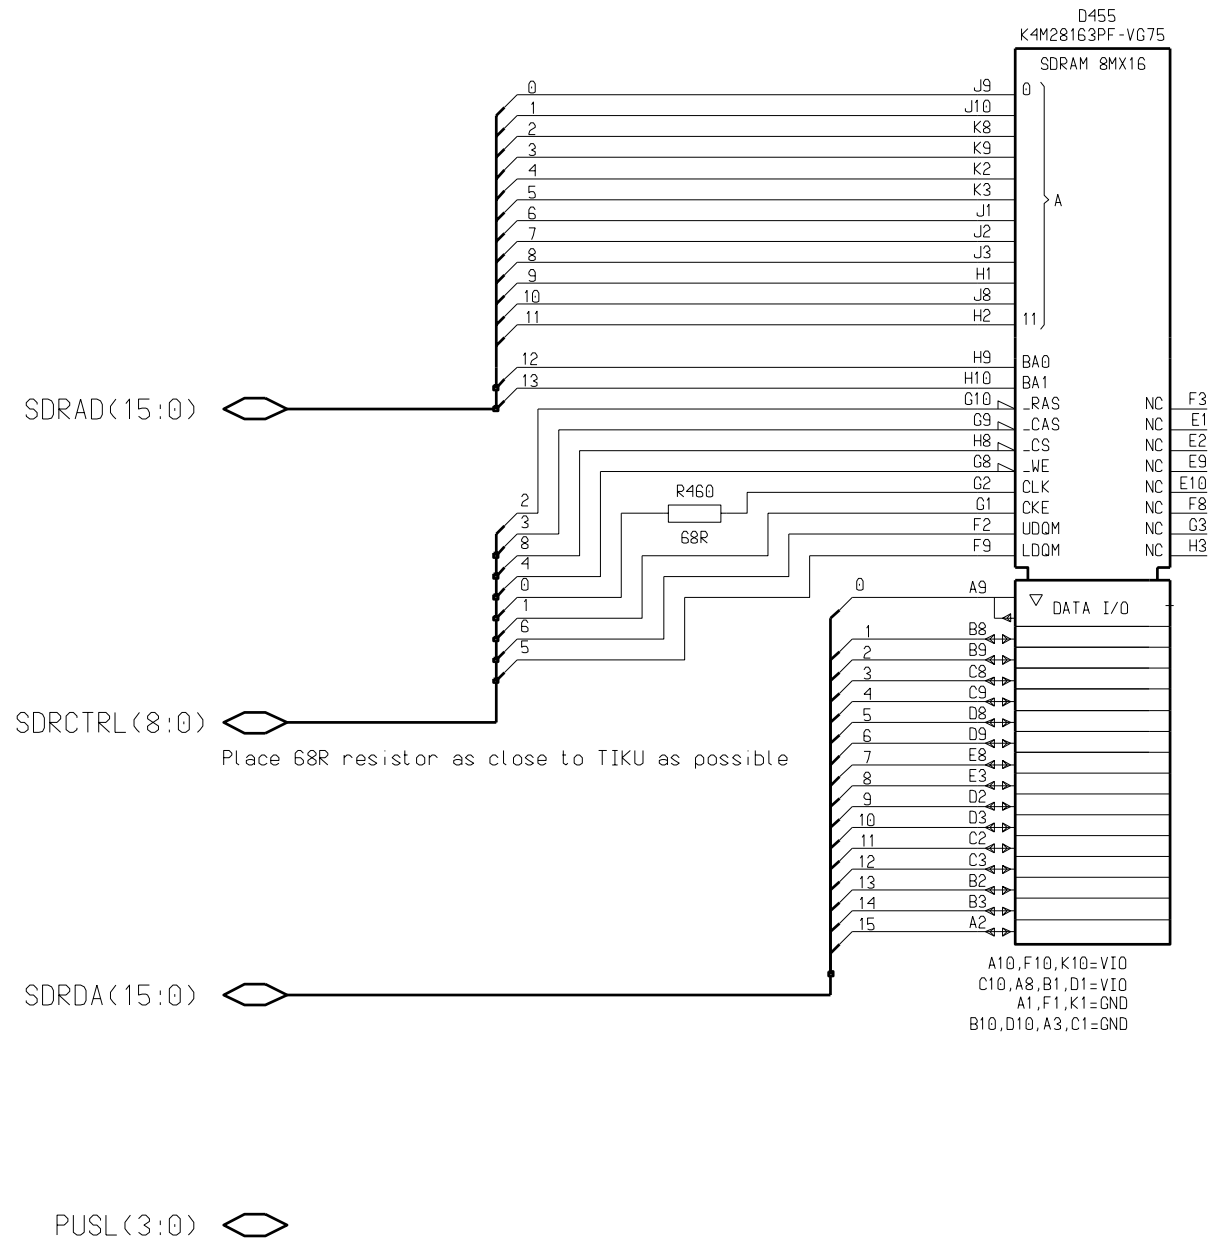 D455
K4M28163PF-VG75
SDRAM 8MX16
0 J9 0
1 J10
2 K8
3 K9
4 K2
5 K3
6 J1 A
7 J2
8 J3
9 H1
10 J8
11 H2 11
12 H9 BA0
13 H10 BA1
SDRAD(15:0) G10 _RAS NC F3
G9 _CAS NC E1
H8 _CS NC E2
G8 _WE NC E9
G2 CLK NC E10
R460
2 G1 CKE NC F8
3 68R F2 UDQM NC G3
8 F9 LDQM NC H3
4
0
1
6
5
0 A9 DATA I/O
1 B8
2 B9
3 C8
4 C9
5 D8
SDRCTRL(8:0)
6 D9
Place 68R resistor as close to TIKU as possible
7 E8
8 E3
9 D2
10 D3
11 C2
12 C3
13 B2
14 B3
15 A2
A10,F10,K10=VIO
C10,A8,B1,D1=VIO
SDRDA(15:0)
A1,F1,K1=GND
B10,D10,A3,C1=GND
PUSL(3:0)